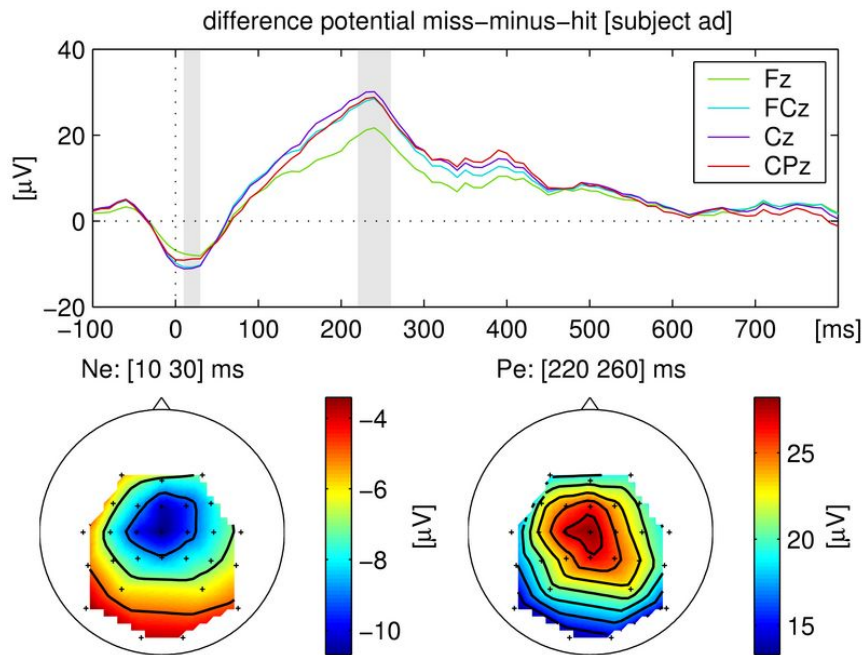 difference potential miss−minus−hit [subject ad]
40
20
0
−20
[µV]
Fz
FCz
Cz
CPz
−100 0 100 200 300 400 500 600 700 [ms]
Ne: [10 30] ms
Pe: [220 260] ms
−4
−6
−8
−10
[µV]
25
20
15
[µV]